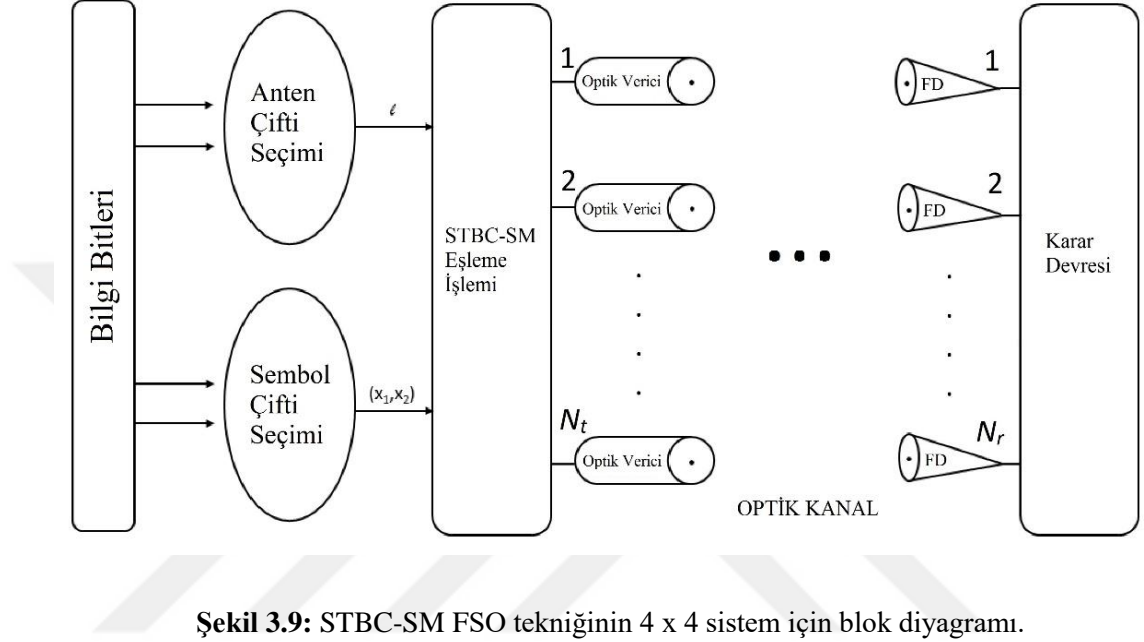 Bilgi Bitleri
Anten
Çifti
Seçimi
ℓ
Sembol
Çifti
Seçimi
(x₁,x₂)
STBC-SM
Eşleme
İşlemi
1
Optik Verici
2
Optik Verici
Nₜ
Optik Verici
OPTİK KANAL
1
FD
2
FD
Nᵣ
FD
Karar
Devresi
Şekil 3.9: STBC-SM FSO tekniğinin 4 x 4 sistem için blok diyagramı.